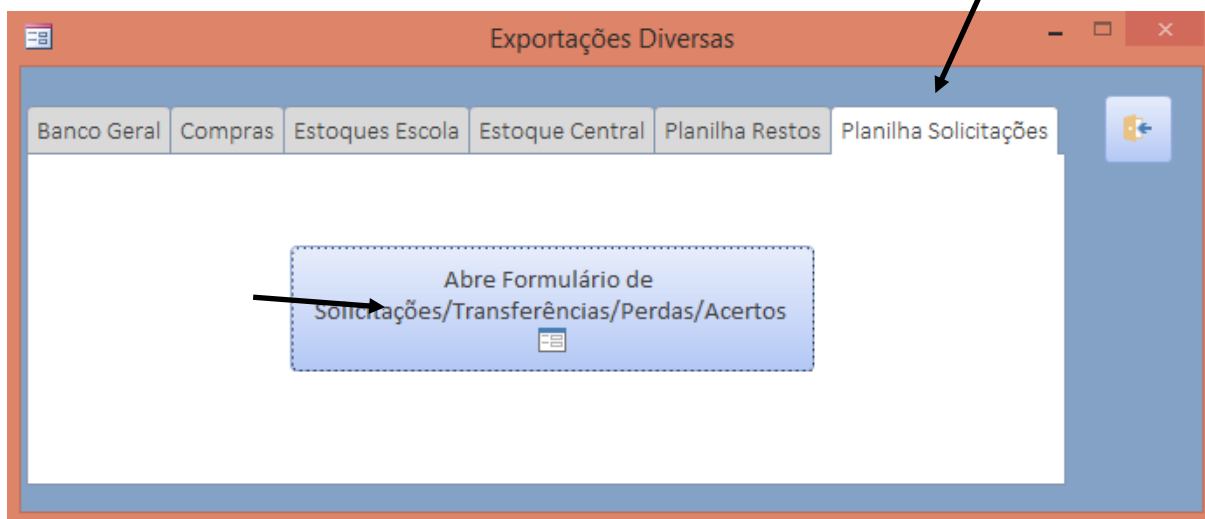 Exportações Diversas
Banco Geral Compras Estoques Escola Estoque Central Planilha Restos Planilha Solicitações
Abre Formulário de
Solicitações/Transferências/Perdas/Acertos